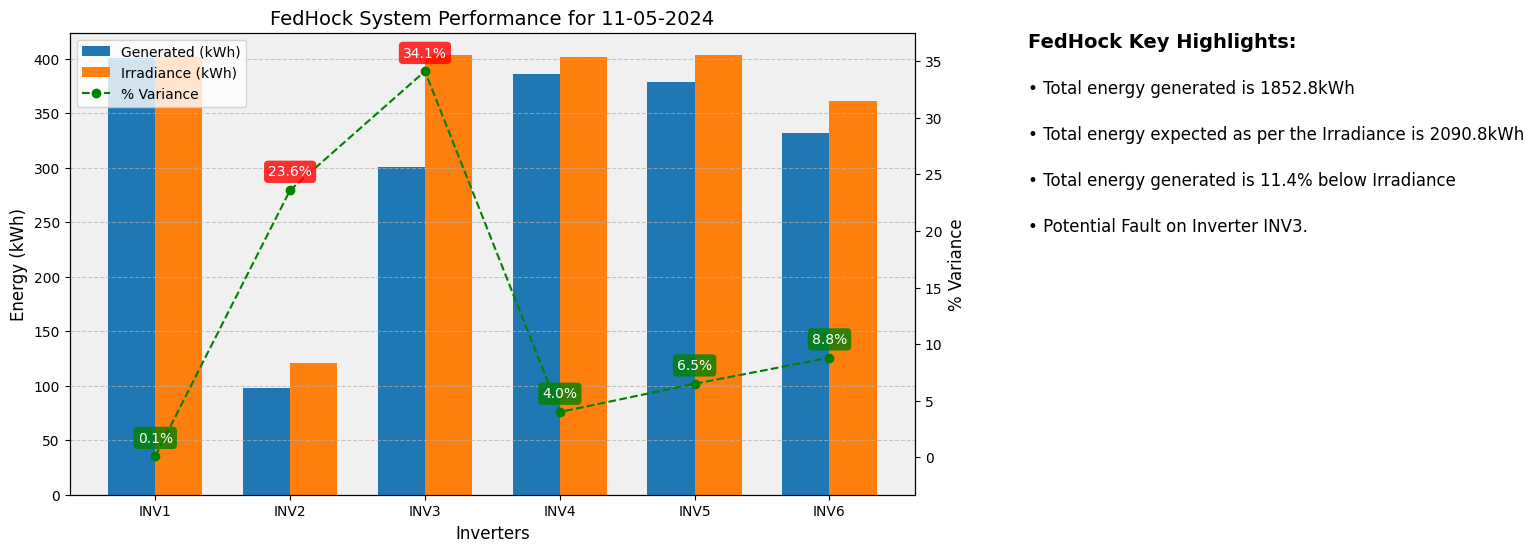 FedHock System Performance for 11-05-2024
Generated (kWh)
Irradiance (kWh)
% Variance
Energy (kWh)
400
350
300
250
200
150
100
50
0
0.1%
23.6%
34.1%
4.0%
6.5%
8.8%
35
30
25
20
15
10
5
0
% Variance
INV1 INV2 INV3 INV4 INV5 INV6
Inverters
FedHock Key Highlights:
• Total energy generated is 1852.8kWh
• Total energy expected as per the Irradiance is 2090.8kWh
• Total energy generated is 11.4% below Irradiance
• Potential Fault on Inverter INV3.